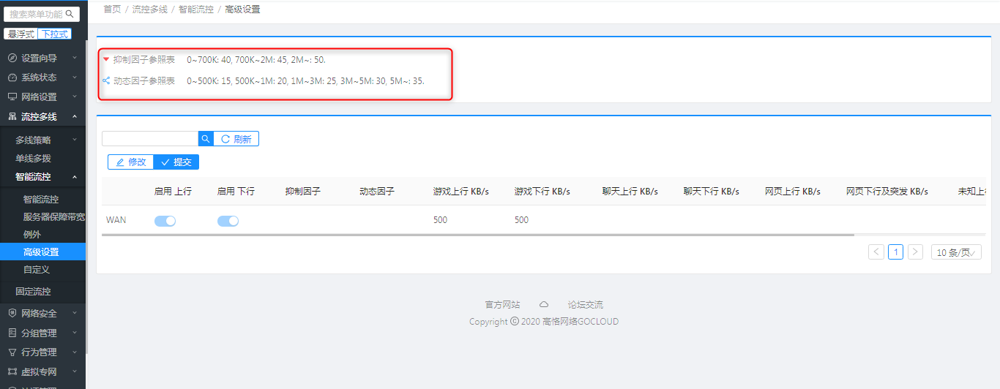 搜索菜单功能
悬浮式 下拉式
设置向导
系统状态
网络设置
流控多线
多线策略
单线多拨
智能流控
智能流控
服务器保障带宽
例外
高级设置
自定义
固定流控
网络安全
分组管理
行为管理
虚拟专网
首页 / 流控多线 / 智能流控 / 高级设置
抑制因子参照表 0~700K: 40, 700K~2M: 45, 2M~: 50.
动态因子参照表 0~500K: 15, 500K~1M: 20, 1M~3M: 25, 3M~5M: 30, 5M~: 35.
刷新
修改 提交
启用 上行 启用 下行 抑制因子 动态因子 游戏上行 KB/s 游戏下行 KB/s 聊天上行 KB/s 聊天下行 KB/s 网页上行 KB/s 网页下行及突发 KB/s 未知上
WAN 500 500
1 10 条/页
官方网站 论坛交流
Copyright © 2020 高恪网络GOCLOUD